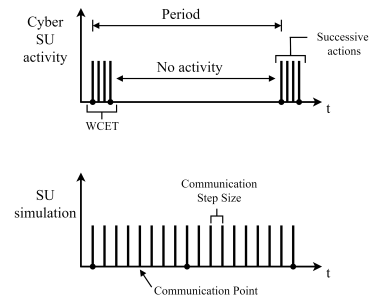 Cyber
SU
activity
Period
Successive
actions
No activity
WCET
t
SU
simulation
Communication
Step Size
t
Communication Point